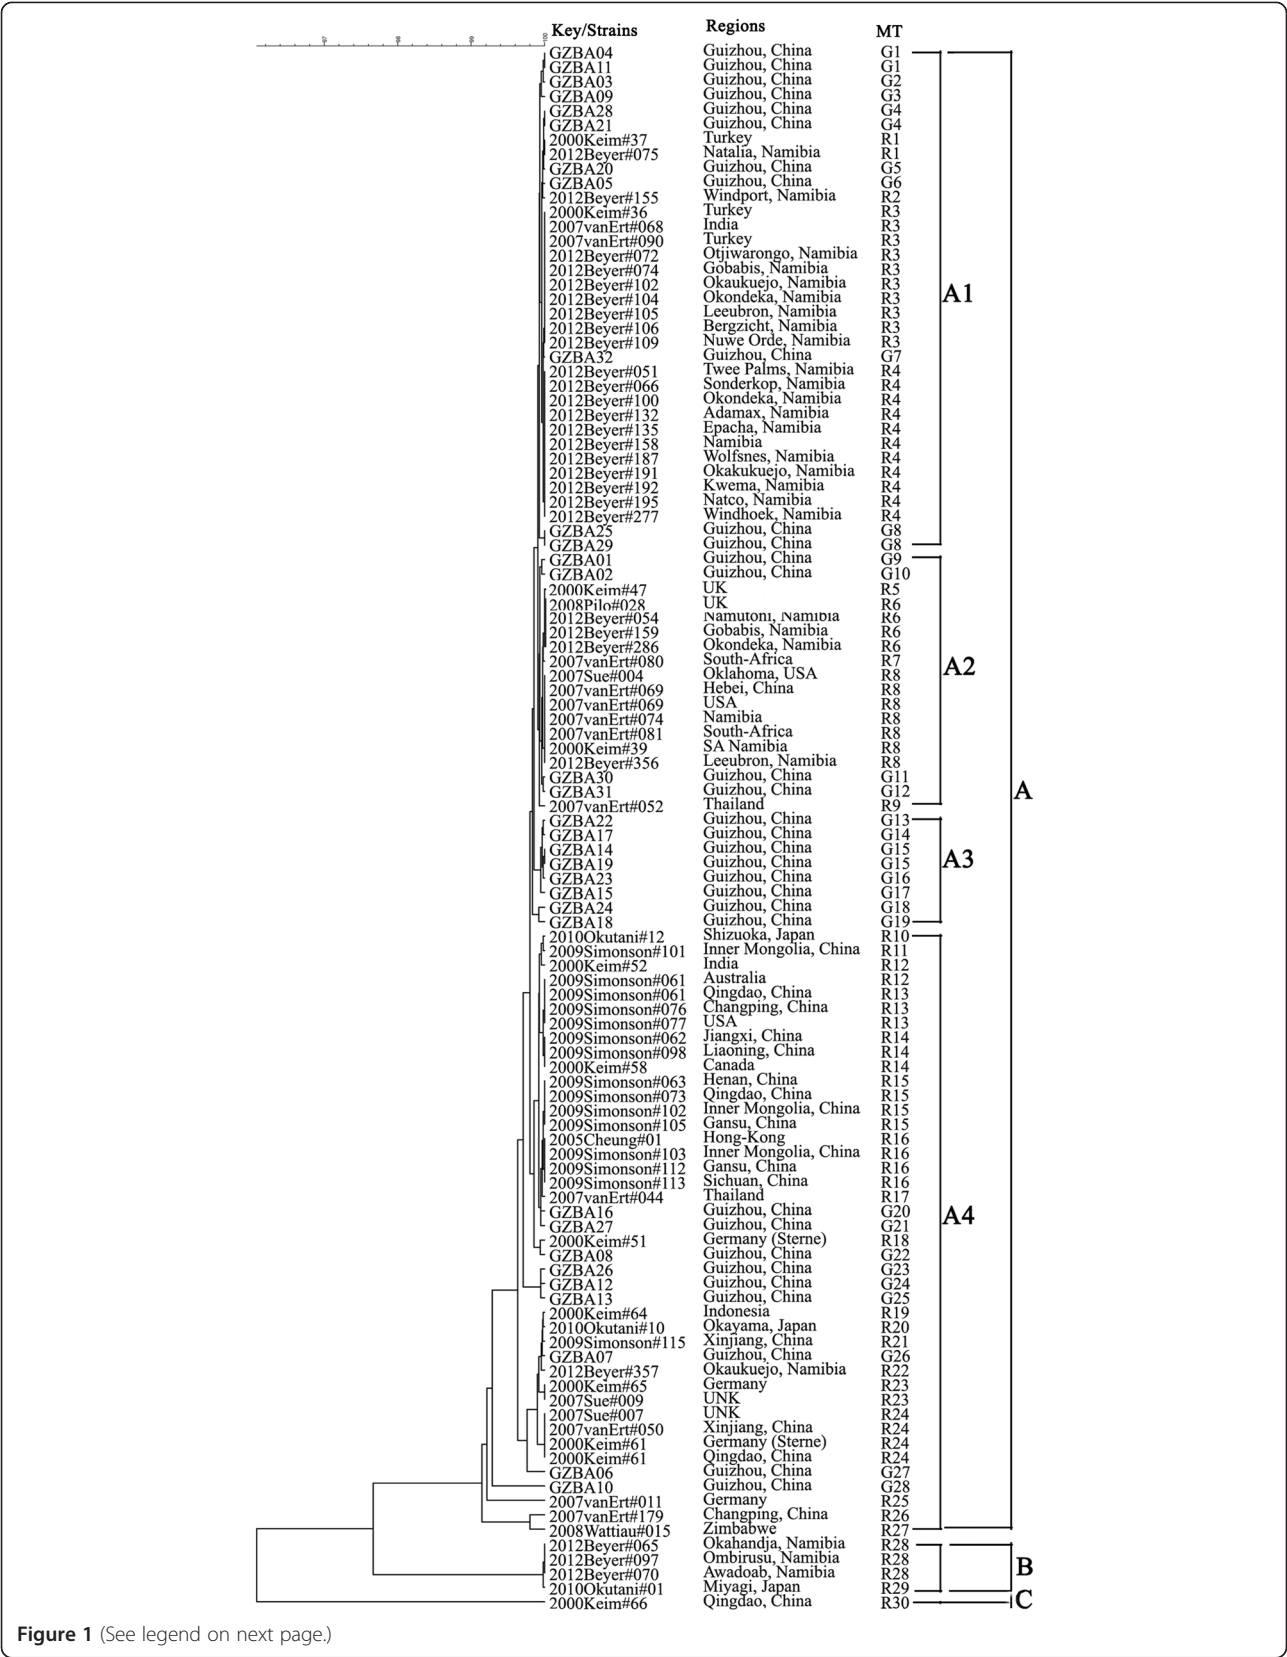 Key/Strains Regions MT
97 98 99 100
GZBA04 Guizhou, China G1
GZBA11 Guizhou, China G1
GZBA03 Guizhou, China G2
GZBA09 Guizhou, China G3
GZBA28 Guizhou, China G4
GZBA21 Guizhou, China G4
2000Keim#37 Turkey R1
2012Beyer#075 Natalia, Namibia R1
GZBA20 Guizhou, China G5
GZBA05 Guizhou, China G6
2012Beyer#155 Windport, Namibia R2
2000Keim#36 Turkey R3
2007vanErt#068 India R3
2007vanErt#090 Turkey R3
2012Beyer#072 Otjiwarongo, Namibia R3
2012Beyer#074 Gobabis, Namibia R3
2012Beyer#102 Okaukuejo, Namibia R3
A1
2012Beyer#104 Okondeka, Namibia R3
2012Beyer#105 Leeubron, Namibia R3
2012Beyer#106 Bergzicht, Namibia R3
2012Beyer#109 Nuwe Orde, Namibia R3
GZBA32 Guizhou, China G7
2012Beyer#051 Twee Palms, Namibia R4
2012Beyer#066 Sonderkop, Namibia R4
2012Beyer#100 Okondeka, Namibia R4
2012Beyer#132 Adamax, Namibia R4
2012Beyer#135 Epacha, Namibia R4
2012Beyer#158 Namibia R4
2012Beyer#187 Wolfsnes, Namibia R4
2012Beyer#191 Okakukuejo, Namibia R4
2012Beyer#192 Kwema, Namibia R4
2012Beyer#195 Natco, Namibia R4
2012Beyer#277 Windhoek, Namibia R4
GZBA25 Guizhou, China G8
GZBA29 Guizhou, China G8
GZBA01 Guizhou, China G9
GZBA02 Guizhou, China G10
2000Keim#47 UK R5
2008Pilo#028 UK R6
2012Beyer#054 Namutoni, Namibia R6
2012Beyer#159 Gobabis, Namibia R6
2012Beyer#286 Okondeka, Namibia R6
2007vanErt#080 South-Africa R7
A2
2007Sue#004 Oklahoma, USA R8
2007vanErt#069 Hebei, China R8
2007vanErt#069 USA R8
2007vanErt#074 Namibia R8
2007vanErt#081 South-Africa R8
2000Keim#39 SA Namibia R8
2012Beyer#356 Leeubron, Namibia R8
GZBA30 Guizhou, China G11
GZBA31 Guizhou, China G12
A
2007vanErt#052 Thailand R9
GZBA22 Guizhou, China G13
GZBA17 Guizhou, China G14
GZBA14 Guizhou, China G15
A3
GZBA19 Guizhou, China G15
GZBA23 Guizhou, China G16
GZBA15 Guizhou, China G17
GZBA24 Guizhou, China G18
GZBA18 Guizhou, China G19
2010Okutani#12 Shizuoka, Japan R10
2009Simonson#101 Inner Mongolia, China R11
2000Keim#52 India R12
2009Simonson#061 Australia R12
2009Simonson#061 Qingdao, China R13
2009Simonson#076 Changping, China R13
2009Simonson#077 USA R13
2009Simonson#062 Jiangxi, China R14
2009Simonson#098 Liaoning, China R14
2000Keim#58 Canada R14
2009Simonson#063 Henan, China R15
2009Simonson#073 Qingdao, China R15
2009Simonson#102 Inner Mongolia, China R15
2009Simonson#105 Gansu, China R15
2005Cheung#01 Hong-Kong R16
2009Simonson#103 Inner Mongolia, China R16
2009Simonson#112 Gansu, China R16
2009Simonson#113 Sichuan, China R16
2007vanErt#044 Thailand R17
GZBA16 Guizhou, China G20
A4
GZBA27 Guizhou, China G21
2000Keim#51 Germany (Sterne) R18
GZBA08 Guizhou, China G22
GZBA26 Guizhou, China G23
GZBA12 Guizhou, China G24
GZBA13 Guizhou, China G25
2000Keim#64 Indonesia R19
2010Okutani#10 Okayama, Japan R20
2009Simonson#115 Xinjiang, China R21
GZBA07 Guizhou, China G26
2012Beyer#357 Okaukuejo, Namibia R22
2000Keim#65 Germany R23
2007Sue#009 UNK R23
2007Sue#007 UNK R24
2007vanErt#050 Xinjiang, China R24
2000Keim#61 Germany (Sterne) R24
2000Keim#61 Qingdao, China R24
GZBA06 Guizhou, China G27
GZBA10 Guizhou, China G28
2007vanErt#011 Germany R25
2007vanErt#179 Changping, China R26
2008Wattiau#015 Zimbabwe R27
2012Beyer#065 Okahandja, Namibia R28
2012Beyer#097 Ombirusu, Namibia R28
B
2012Beyer#070 Awadoab, Namibia R28
2010Okutani#01 Miyagi, Japan R29
2000Keim#66 Qingdao, China R30
C
Figure 1 (See legend on next page.)